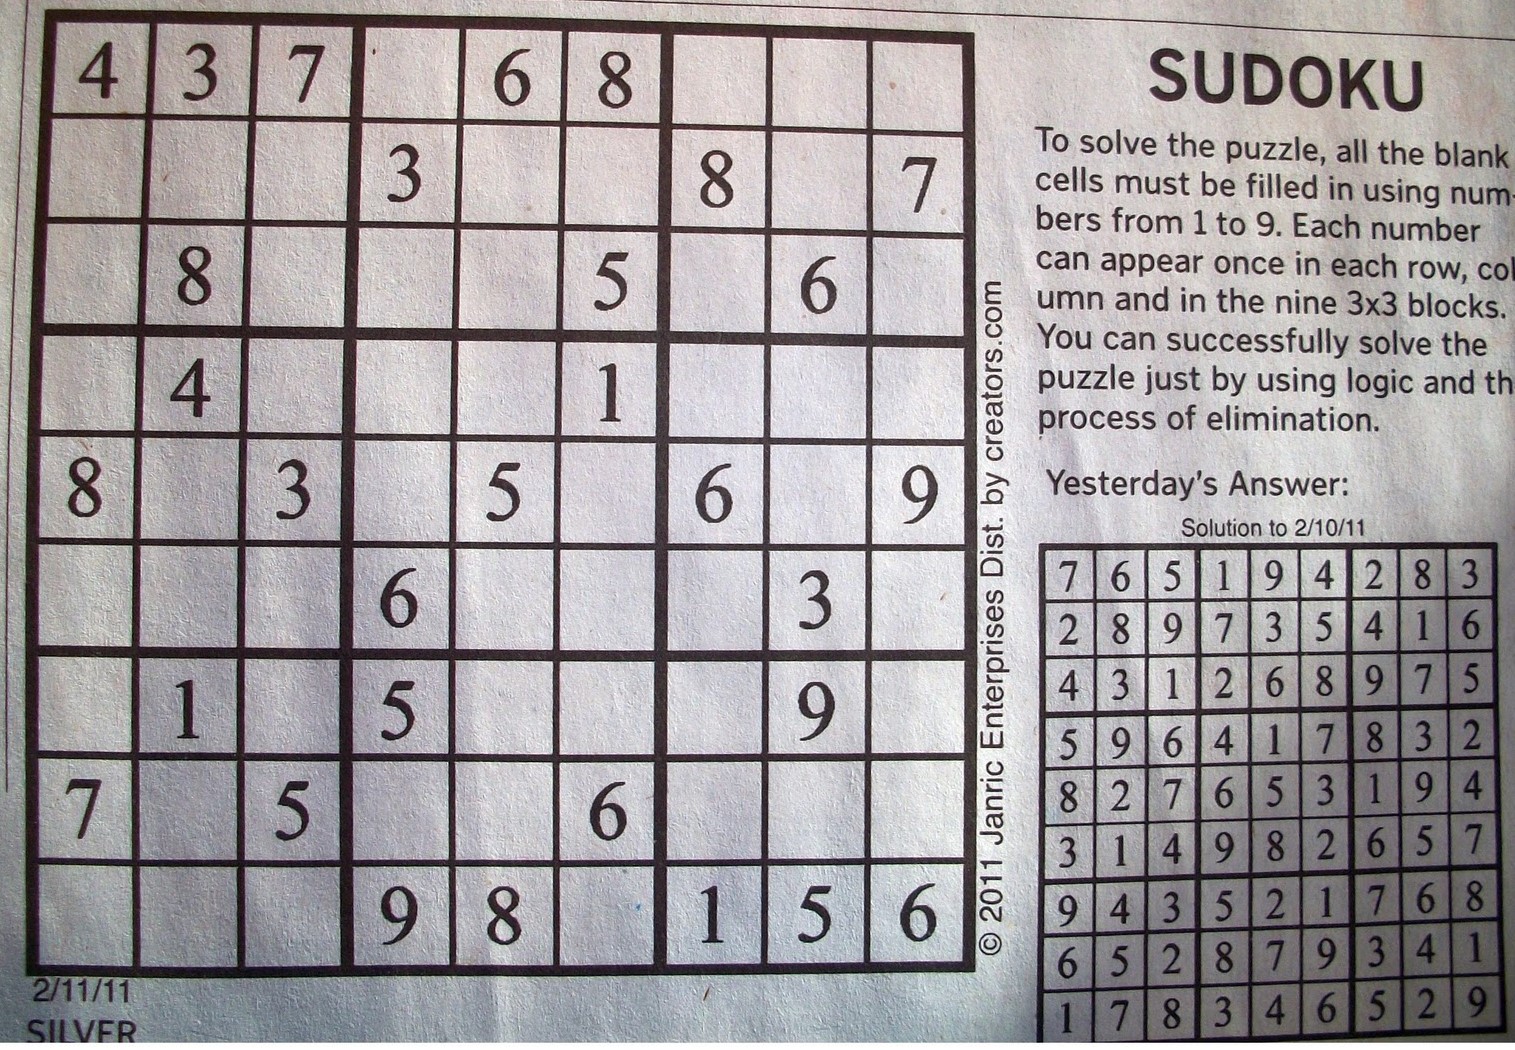 4 3 7 6 8
3 8 7
8 5 6
4 1
8 3 5 6 9
6 3
1 5 9
7 5 6
9 8 1 5 6
2/11/11
SILVER
© 2011 Janric Enterprises Dist. by creators.com
SUDOKU
To solve the puzzle, all the blank
cells must be filled in using num-
bers from 1 to 9. Each number
can appear once in each row, col
umn and in the nine 3x3 blocks.
You can successfully solve the
puzzle just by using logic and th
process of elimination.
Yesterday's Answer:
Solution to 2/10/11
7 6 5 1 9 4 2 8 3
2 8 9 7 3 5 4 1 6
4 3 1 2 6 8 9 7 5
5 9 6 4 1 7 8 3 2
8 2 7 6 5 3 1 9 4
3 1 4 9 8 2 6 5 7
9 4 3 5 2 1 7 6 8
6 5 2 8 7 9 3 4 1
1 7 8 3 4 6 5 2 9